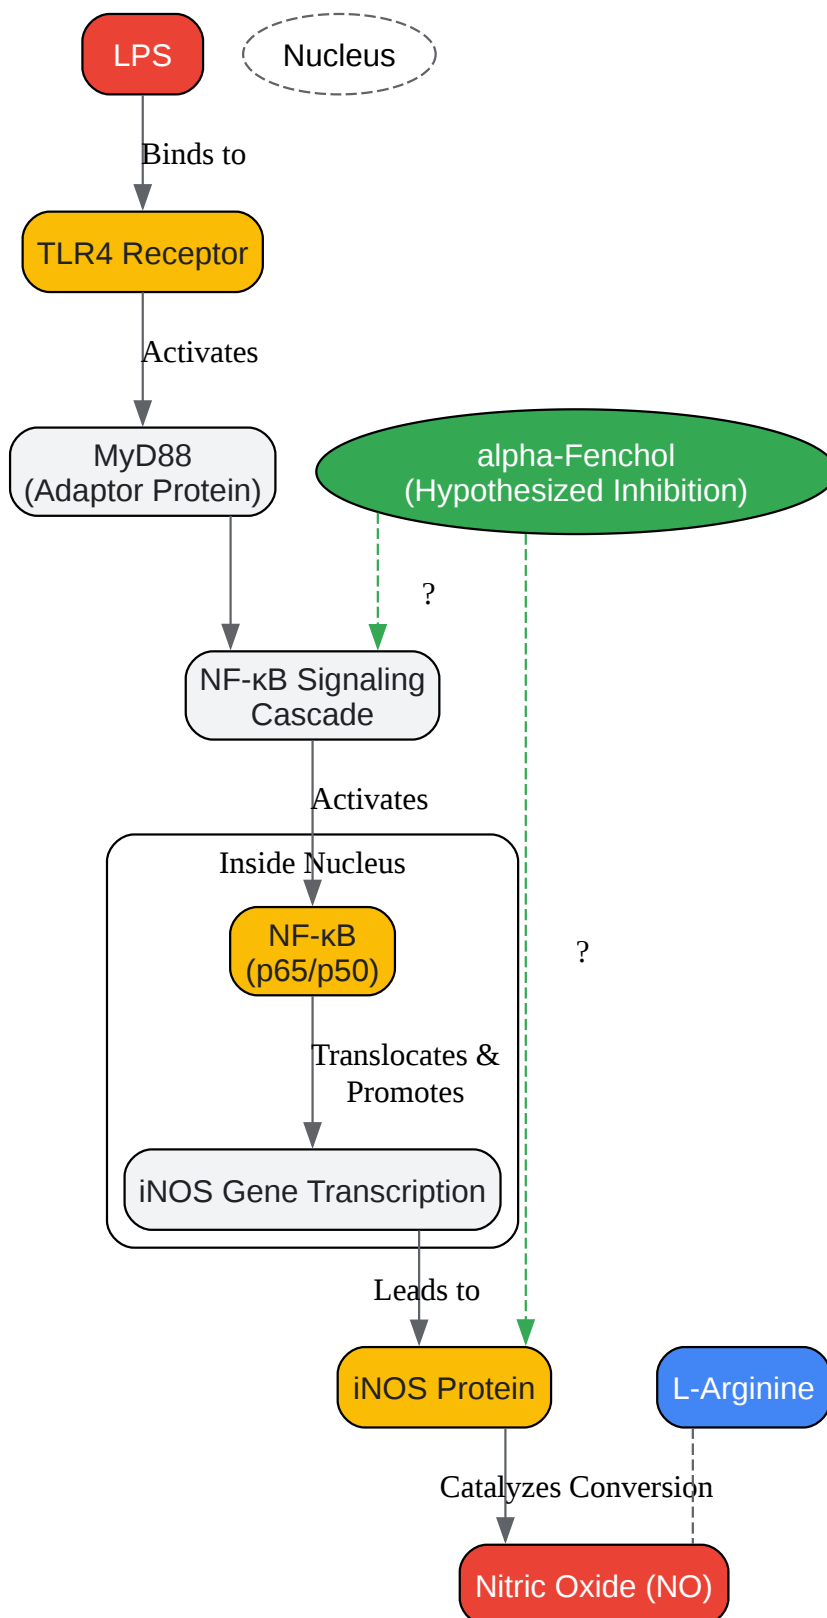 LPS
Nucleus
Binds to
TLR4 Receptor
Activates
MyD88
(Adaptor Protein)
alpha-Fenchol
(Hypothesized Inhibition)
?
NF-κB Signaling
Cascade
Activates
Inside Nucleus
NF-κB
(p65/p50)
?
Translocates &
Promotes
iNOS Gene Transcription
Leads to
iNOS Protein
L-Arginine
Catalyzes Conversion
Nitric Oxide (NO)